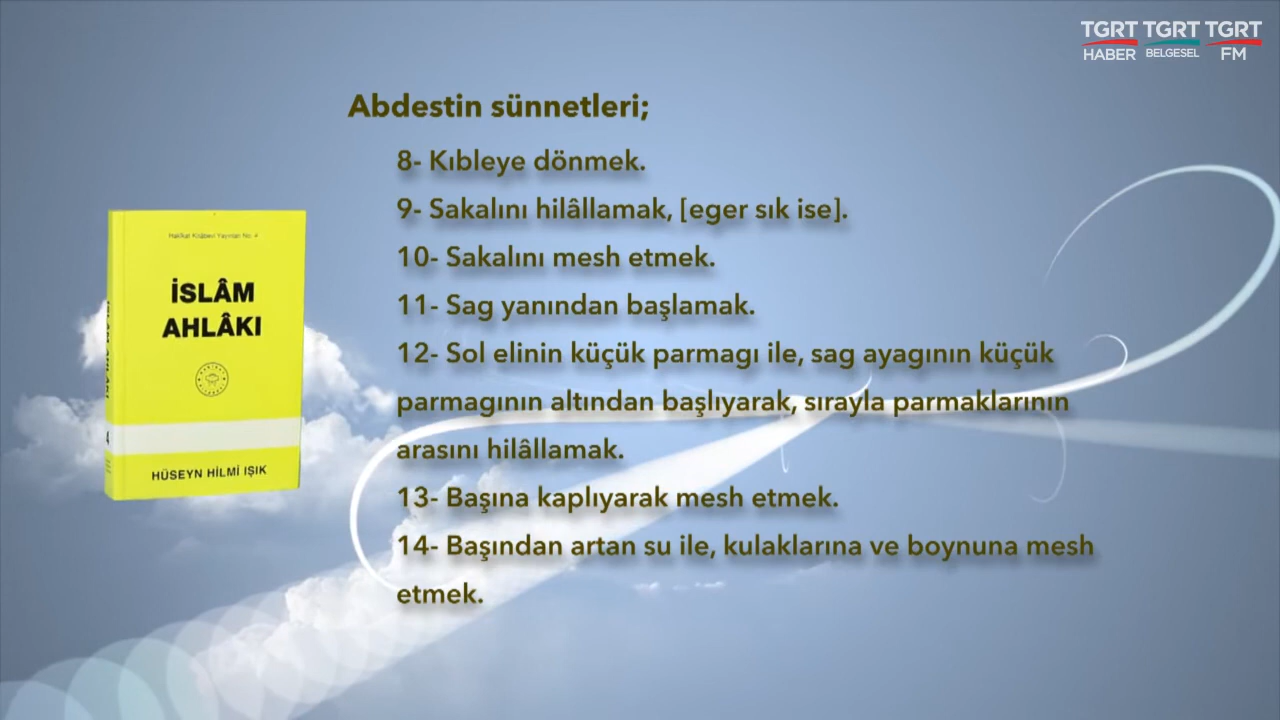 TGRT TGRT TGRT
HABER BELGESEL FM
Abdestin sünnetleri;
8- Kıbleye dönmek.
9- Sakalını hilâllamak, [eger sık ise].
10- Sakalını mesh etmek.
11- Sag yanından başlamak.
12- Sol elinin küçük parmagı ile, sag ayagının küçük
parmagının altından başlıyarak, sırayla parmaklarının
arasını hilâllamak.
13- Başına kaplıyarak mesh etmek.
14- Başından artan su ile, kulaklarına ve boynuna mesh
etmek.
Hakîkat Kitâbevi Yayınları No: 4
İSLÂM
AHLÂKI
HÜSEYN HİLMİ IŞIK